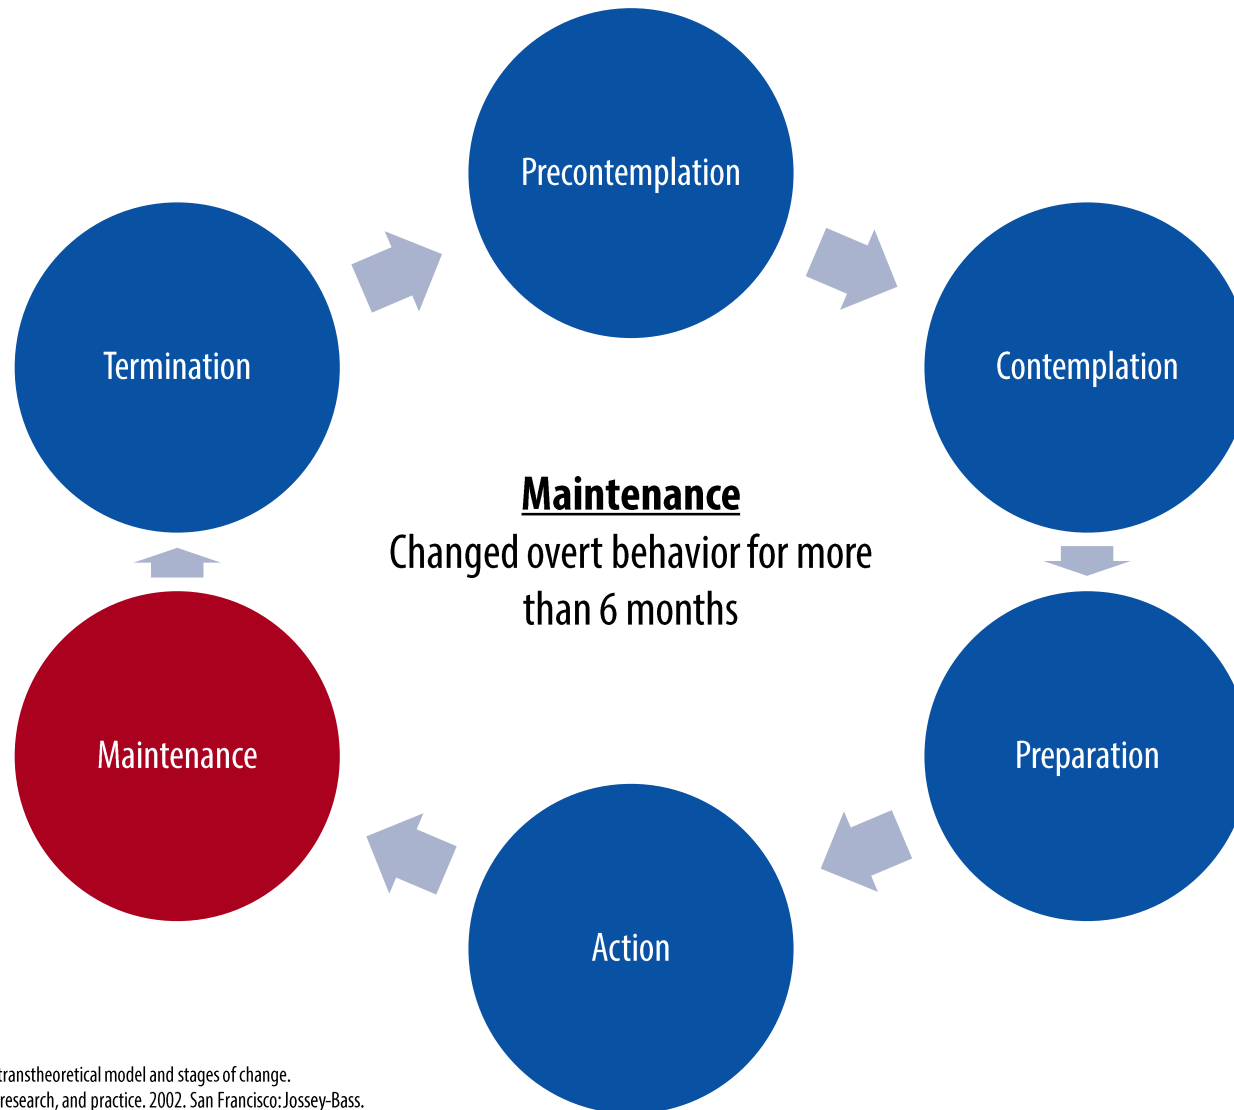 Precontemplation
Termination
Contemplation
Maintenance
Changed overt behavior for more
than 6 months
Maintenance
Preparation
Action
transtheoretical model and stages of change.
research, and practice. 2002. San Francisco: Jossey-Bass.